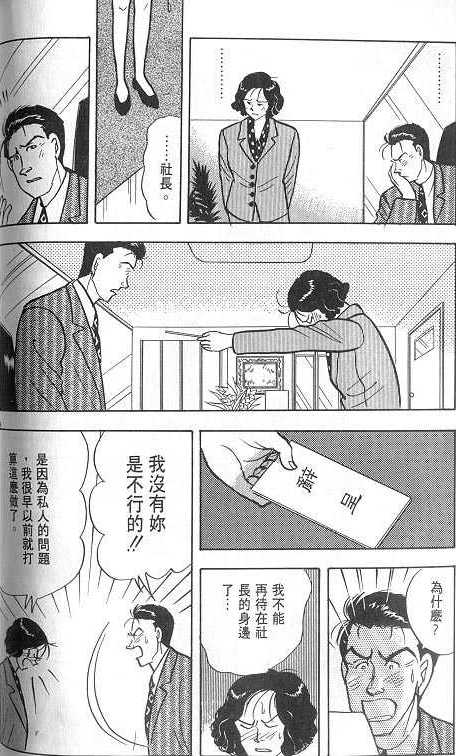 ………
………
……社長。
………
辭呈
為什麼？
我不能
再待在社
長的身邊
了…
我沒有妳
是不行的!!
是因為私人的問題
，我很早以前就打
算這麼做了。